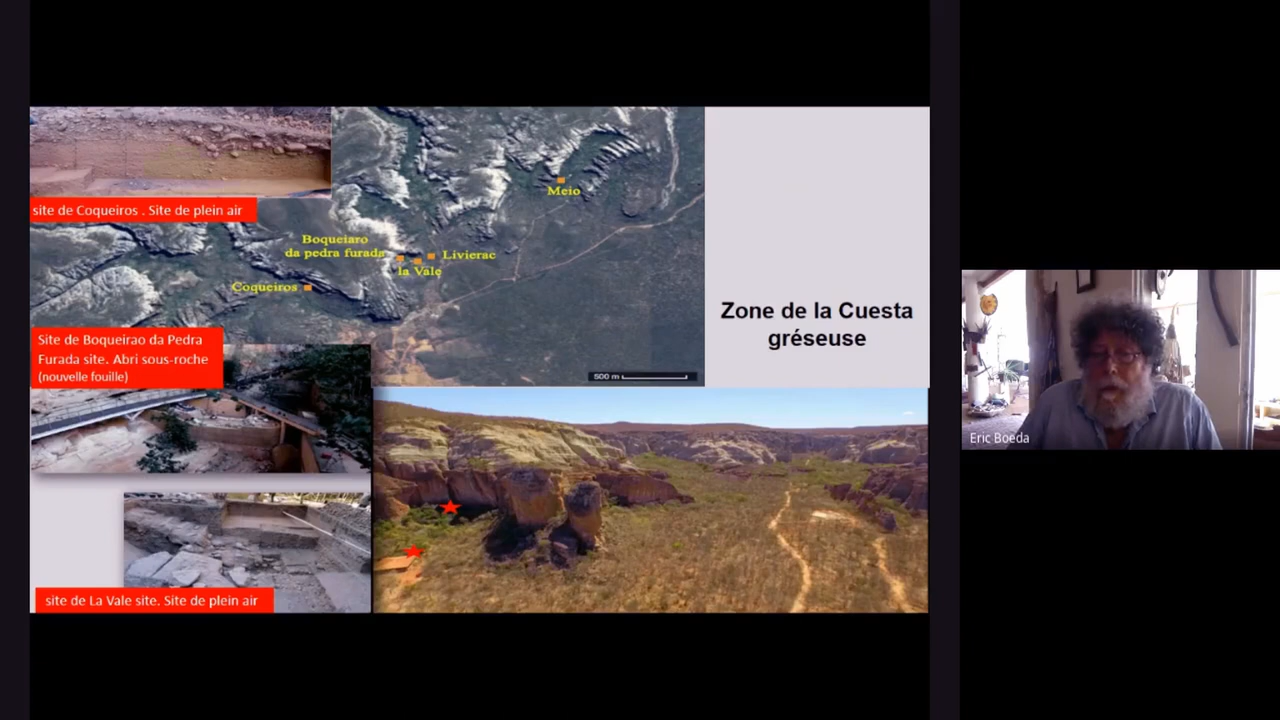 site de Coqueiros . Site de plein air
Meio
Boqueiaro
da pedra furada
Livierac
la Vale
Coqueiros
500 m
Zone de la Cuesta
gréseuse
Site de Boqueirao da Pedra
Furada site. Abri sous-roche
(nouvelle fouille)
site de La Vale site. Site de plein air
Eric Boeda